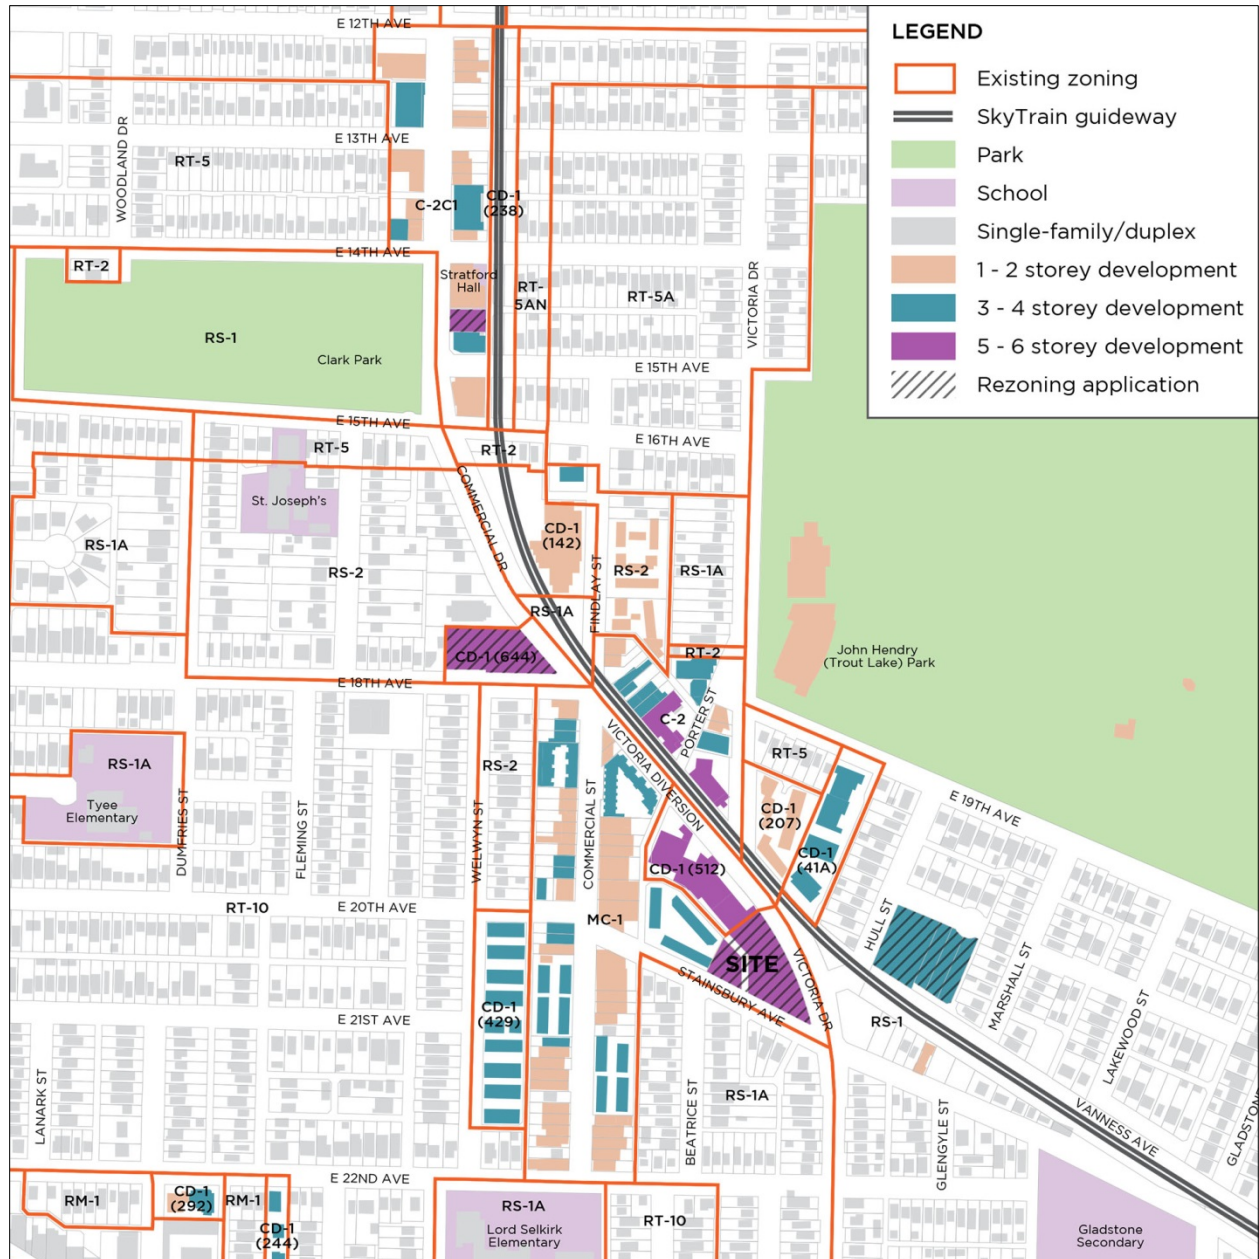 E 12TH AVE
LEGEND
Existing zoning
SkyTrain guideway
Park
School
Single-family/duplex
1 - 2 storey development
3 - 4 storey development
5 - 6 storey development
Rezoning application
WOODLAND DR
E 13TH AVE
RT-5
C-2C1
CD-1
(238)
E 14TH AVE
RT-2
Stratford
Hall
RT-
5AN
RT-5A
VICTORIA DR
RS-1
Clark Park
E 15TH AVE
E 15TH AVE
RT-5
RT-2
E 16TH AVE
St. Joseph's
COMMERCIAL DR
CD-1
(142)
RS-1A
RS-2
FINDLAY ST
RS-2
RS-1A
RS-1A
CD-1 (644)
RT-2
John Hendry
(Trout Lake) Park
E 18TH AVE
C-2
PORTER ST
VICTORIA DIVERSION
RS-1A
RS-2
RT-5
Tyee
Elementary
DUMFRIES ST
FLEMING ST
WELWYN ST
COMMERCIAL ST
CD-1
(207)
E 19TH AVE
CD-1 (512)
CD-1
(41A)
RT-10
E 20TH AVE
MC-1
HULL ST
SITE
STAINSBURY AVE
VICTORIA DR
MARSHALL ST
CD-1
(429)
E 21ST AVE
RS-1
LAKEWOOD ST
LANARK ST
BEATRICE ST
RS-1A
GLENGYLE ST
VANNESS AVE
GLADSTONE
E 22ND AVE
RM-1
CD-1
(292)
RM-1
CD-1
(244)
RS-1A
Lord Selkirk
Elementary
RT-10
Gladstone
Secondary